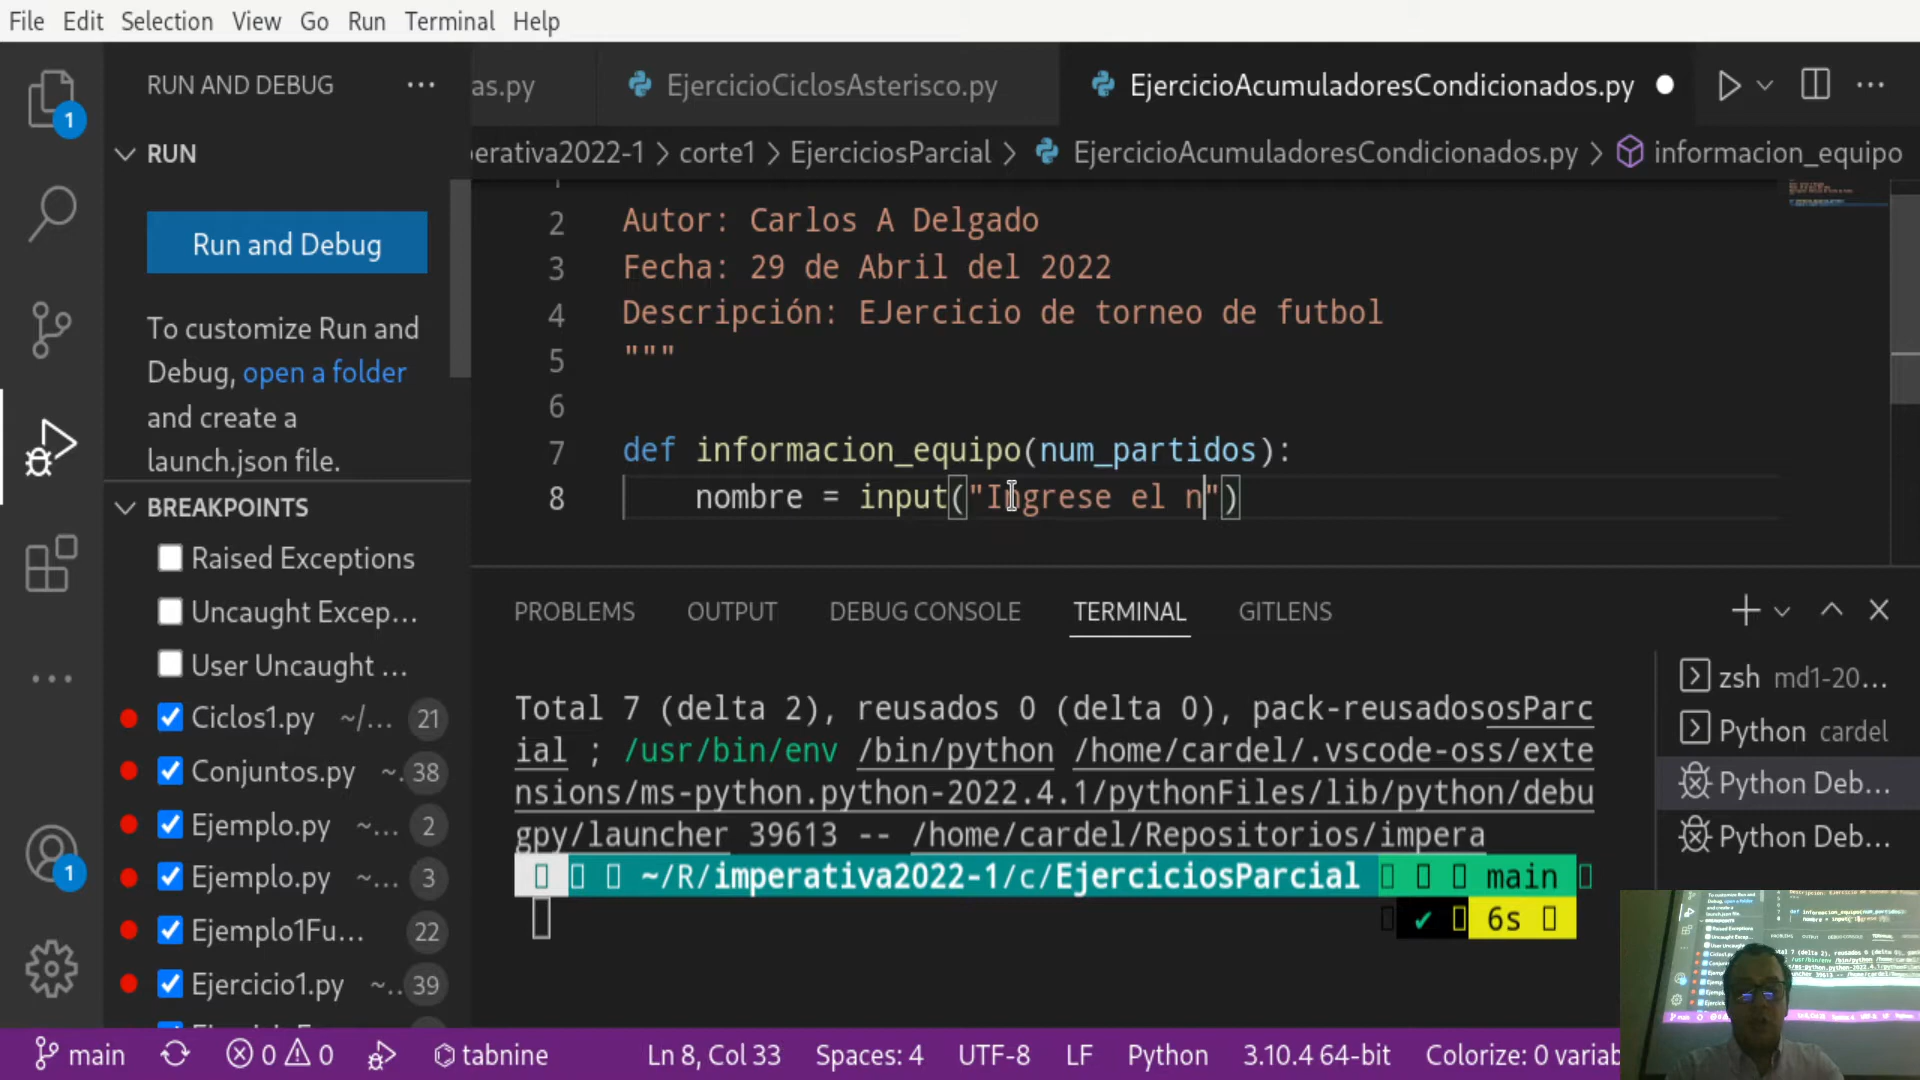 File Edit Selection View Go Run Terminal Help
RUN AND DEBUG ...
as.py
EjercicioCiclosAsterisco.py
EjercicioAcumuladoresCondicionados.py
1
RUN
erativa2022-1 > corte1 > EjerciciosParcial > EjercicioAcumuladoresCondicionados.py > informacion_equipo
Run and Debug
To customize Run and
Debug, open a folder
and create a
launch.json file.
2 Autor: Carlos A Delgado
3 Fecha: 29 de Abril del 2022
4 Descripción: EJercicio de torneo de futbol
5 """
6
7 def informacion_equipo(num_partidos):
8 nombre = input("Ingrese el n")
BREAKPOINTS
Raised Exceptions
Uncaught Excep...
User Uncaught ...
Ciclos1.py ~/... 21
Conjuntos.py ~. 38
Ejemplo.py ~... 2
Ejemplo.py ~... 3
Ejemplo1Fu... 22
Ejercicio1.py ~.. 39
1
PROBLEMS OUTPUT DEBUG CONSOLE TERMINAL GITLENS
Total 7 (delta 2), reusados 0 (delta 0), pack-reusadososParc
ial ; /usr/bin/env /bin/python /home/cardel/.vscode-oss/exte
nsions/ms-python.python-2022.4.1/pythonFiles/lib/python/debu
gpy/launcher 39613 -- /home/cardel/Repositorios/impera
~/R/imperativa2022-1/c/EjerciciosParcial main
✔ 6s
zsh md1-20...
Python cardel
Python Deb...
Python Deb...
main 0 0 tabnine Ln 8, Col 33 Spaces: 4 UTF-8 LF Python 3.10.4 64-bit Colorize: 0 variab